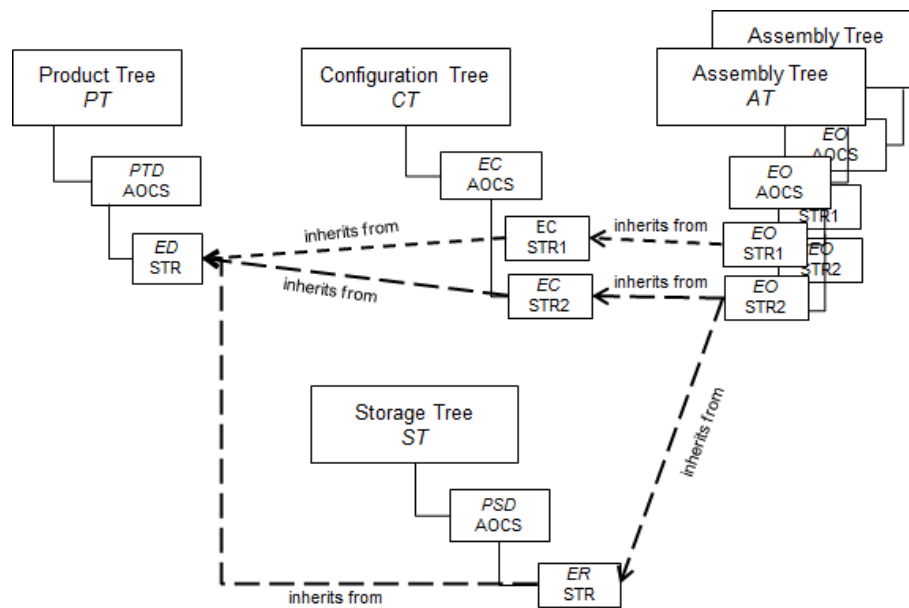 Assembly Tree
Product Tree
PT
Configuration Tree
CT
Assembly Tree
AT
EO
AOCS
PTD
AOCS
EC
AOCS
EO
AOCS
STR1
EC
STR1
inherits from
inherits from
EO
STR1
ED
STR
EO
STR2
inherits from
EC
STR2
inherits from
EO
STR2
Storage Tree
ST
inherits from
PSD
AOCS
ER
STR
inherits from